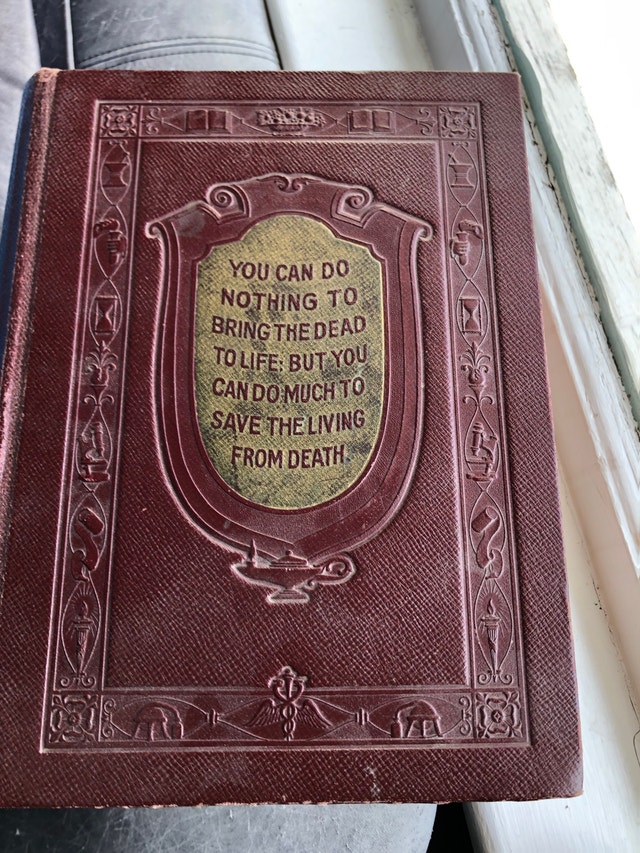 YOU CAN DO
NOTHING TO
BRING THE DEAD
TO LIFE; BUT YOU
CAN DO MUCH TO
SAVE THE LIVING
FROM DEATH